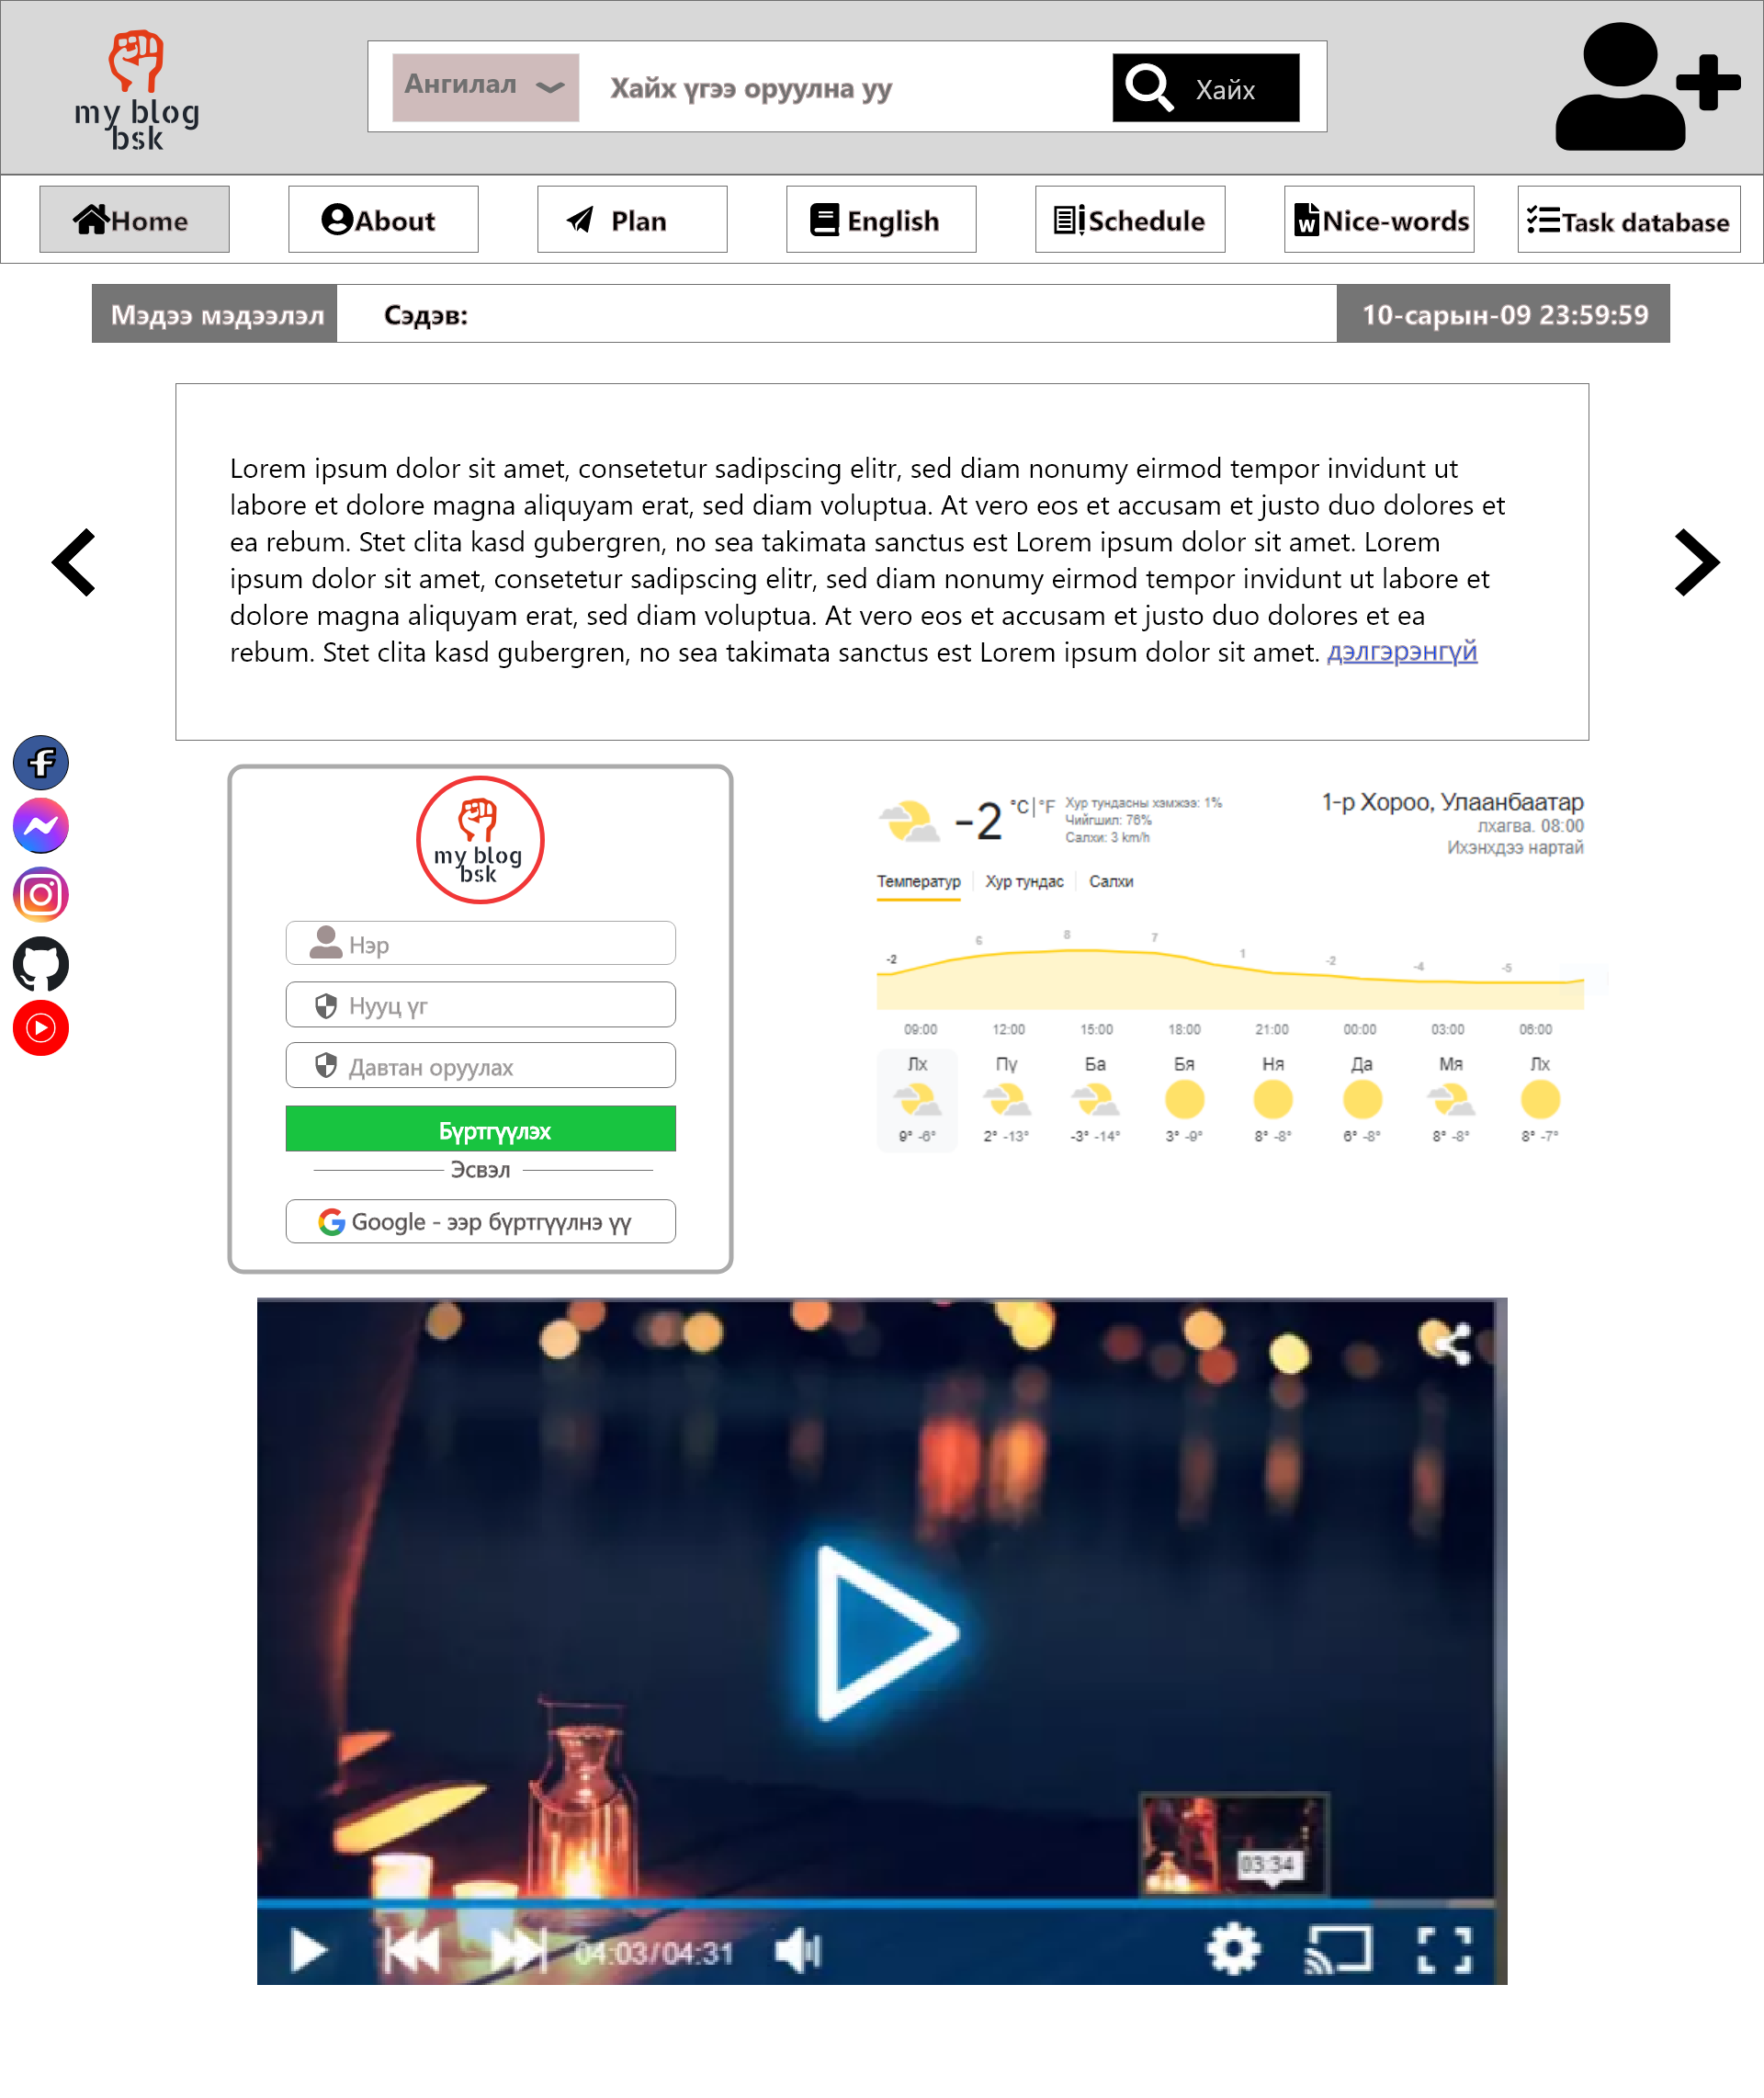 my blog
bsk
Ангилал
Хайх үгээ оруулна уу
Хайх
Home
About
Plan
English
Schedule
Nice-words
Task database
Мэдээ мэдээлэл
Сэдэв:
10-сарын-09 23:59:59
Lorem ipsum dolor sit amet, consetetur sadipscing elitr, sed diam nonumy eirmod tempor invidunt ut
labore et dolore magna aliquyam erat, sed diam voluptua. At vero eos et accusam et justo duo dolores et
ea rebum. Stet clita kasd gubergren, no sea takimata sanctus est Lorem ipsum dolor sit amet. Lorem
ipsum dolor sit amet, consetetur sadipscing elitr, sed diam nonumy eirmod tempor invidunt ut labore et
dolore magna aliquyam erat, sed diam voluptua. At vero eos et accusam et justo duo dolores et ea
rebum. Stet clita kasd gubergren, no sea takimata sanctus est Lorem ipsum dolor sit amet. дэлгэрэнгүй
my blog
bsk
Нэр
Нууц үг
Давтан оруулах
Бүртгүүлэх
Эсвэл
Google - ээр бүртгүүлнэ үү
-2 °C|°F
Хур тундасны хэмжээ: 1%
Чийгшил: 76%
Салхи: 3 km/h
1-р Хороо, Улаанбаатар
лхагва. 08:00
Ихэнхдээ нартай
Температур Хур тундас Салхи
-2 6 8 7 1 -2 -4 -5
09:00 12:00 15:00 18:00 21:00 00:00 03:00 06:00
Лх Пү Ба Бя Ня Да Мя Лх
9° -6° 2° -13° -3° -14° 3° -9° 8° -8° 6° -8° 8° -8° 8° -7°
03:34
04:03/04:31